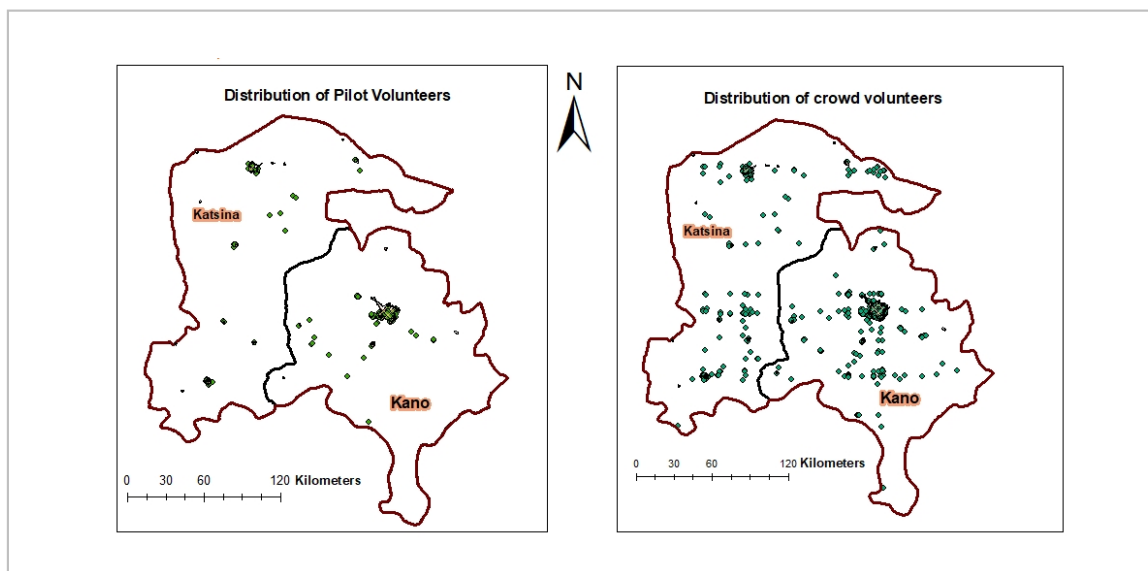 Distribution of Pilot Volunteers
Katsina
Kano
0 30 60 120 Kilometers
N
Distribution of crowd volunteers
Katsina
Kano
0 30 60 120 Kilometers